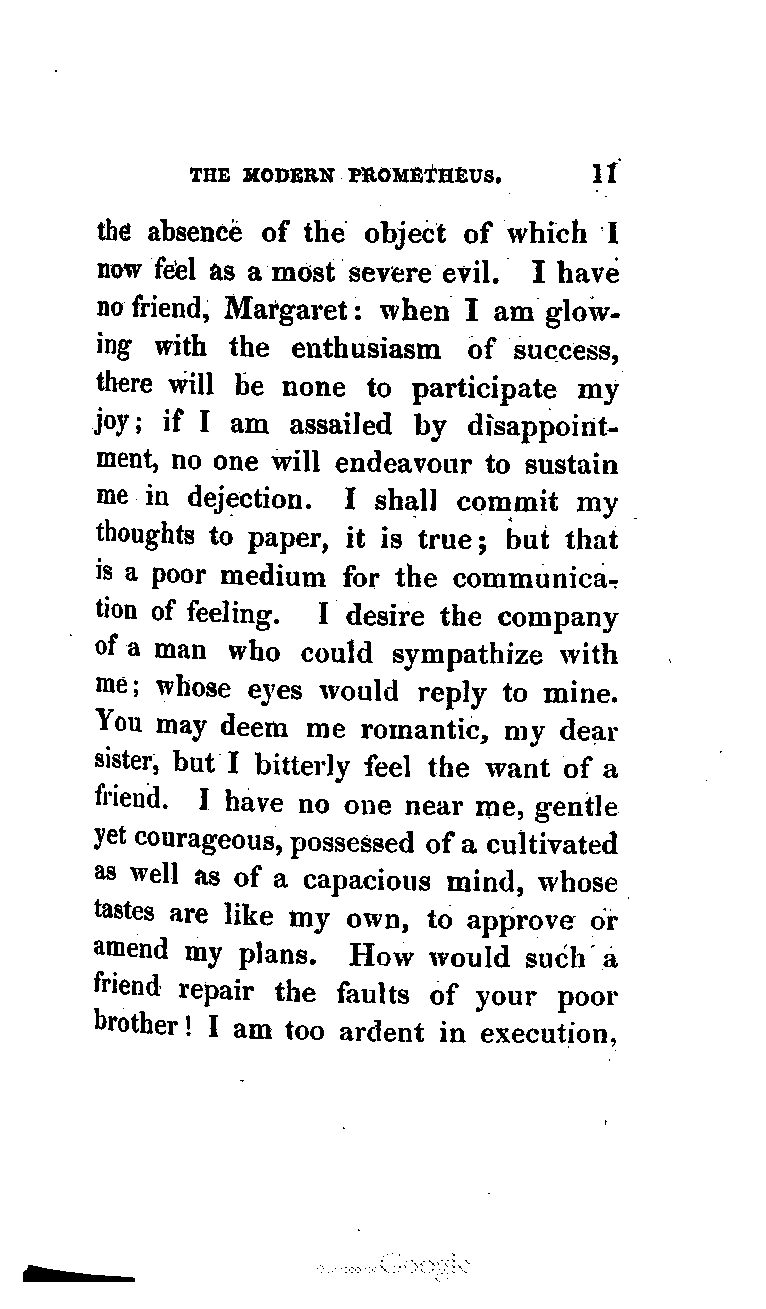 THE MODERN PROMETHEUS. 11
the absence of the object of which I
now feel as a most severe evil. I have
no friend, Margaret: when I am glow-
ing with the enthusiasm of success,
there will be none to participate my
joy; if I am assailed by disappoint-
ment, no one will endeavour to sustain
me in dejection. I shall commit my
thoughts to paper, it is true; but that
is a poor medium for the communica-
tion of feeling. I desire the company
of a man who could sympathize with
me; whose eyes would reply to mine.
You may deem me romantic, my dear
sister, but I bitterly feel the want of a
friend. I have no one near me, gentle
yet courageous, possessed of a cultivated
as well as of a capacious mind, whose
tastes are like my own, to approve or
amend my plans. How would such a
friend repair the faults of your poor
brother! I am too ardent in execution,
Google